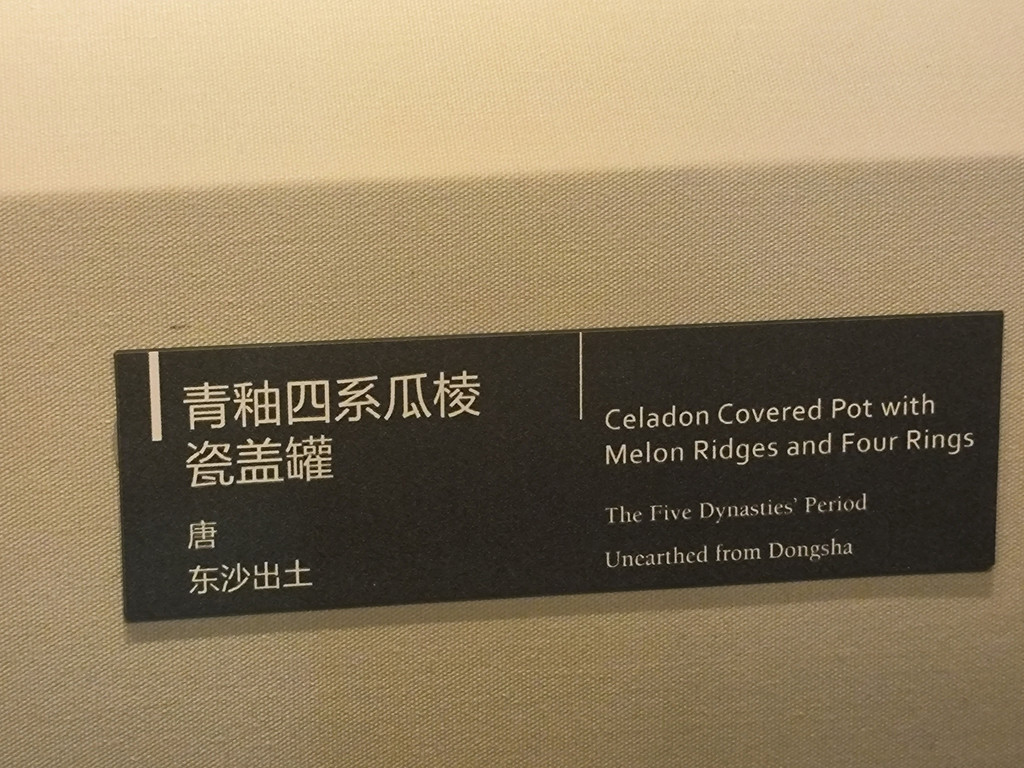 青釉四系瓜棱
瓷盖罐
唐
东沙出土
Celadon Covered Pot with
Melon Ridges and Four Rings
The Five Dynasties' Period
Unearthed from Dongsha